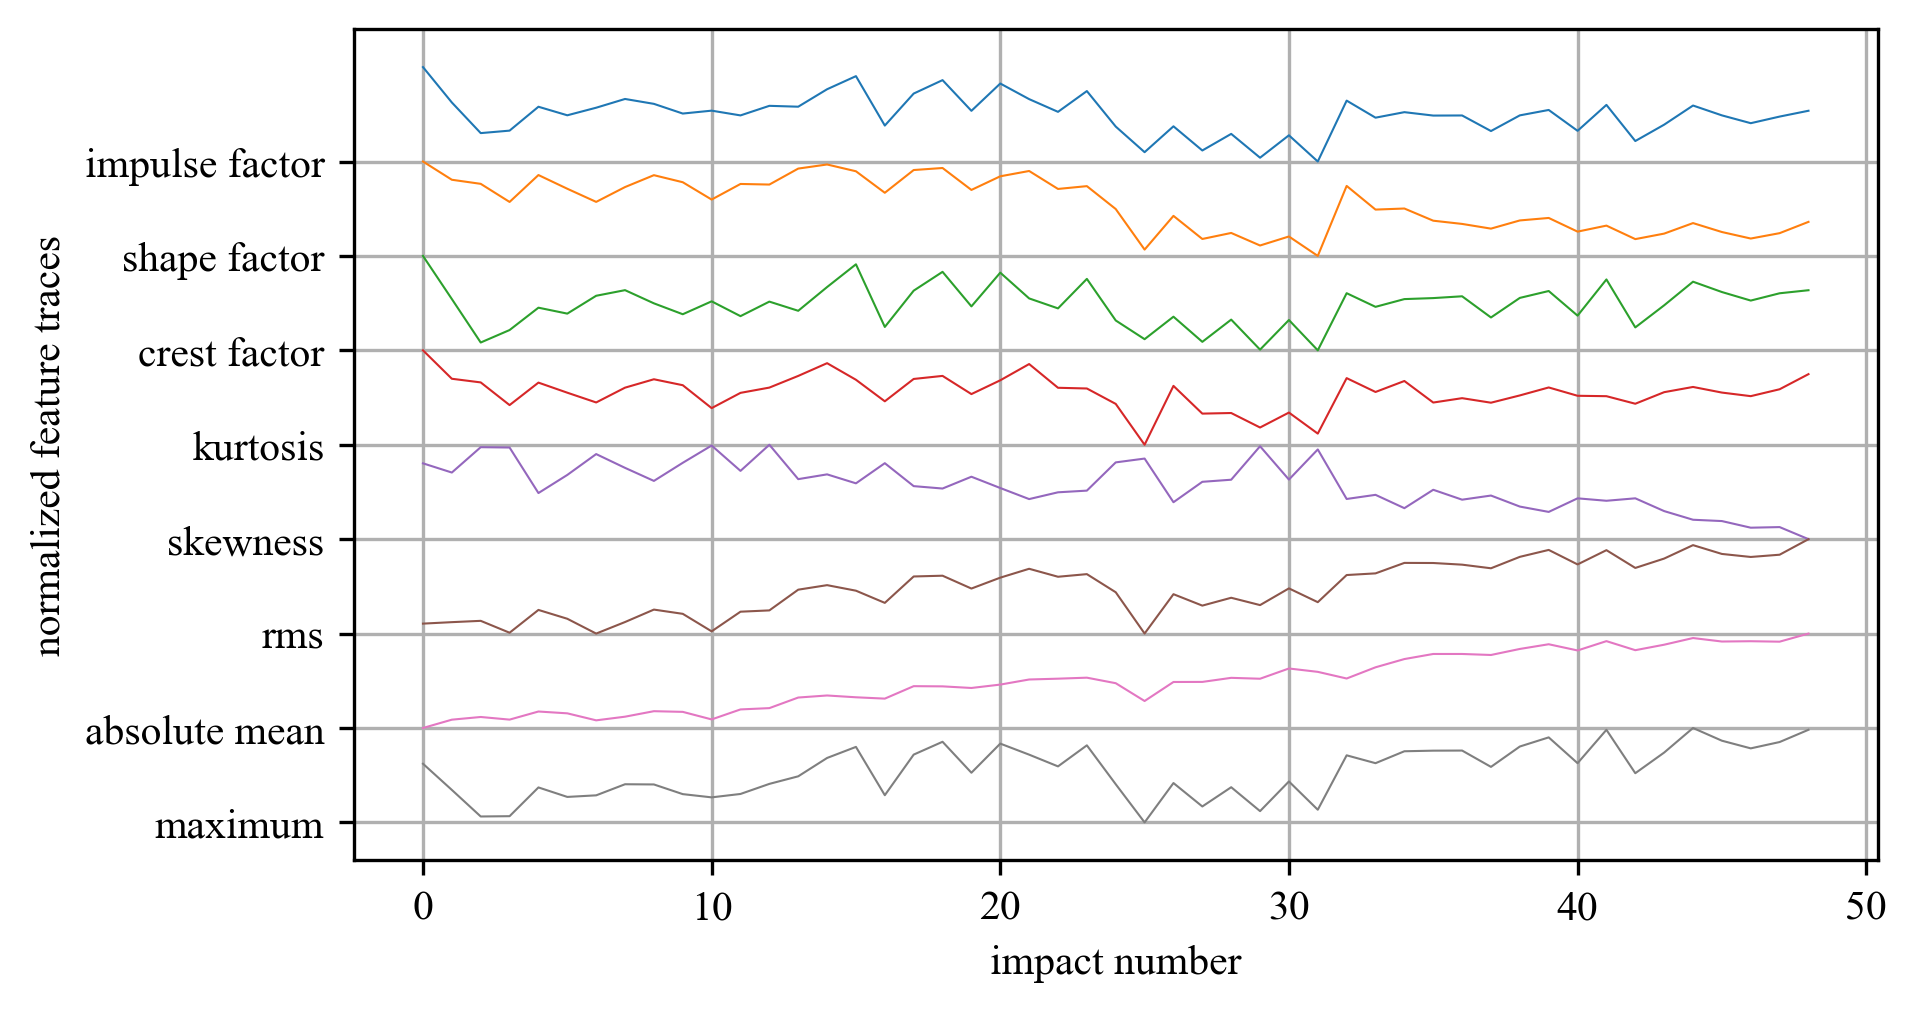 normalized feature traces
impulse factor
shape factor
crest factor
kurtosis
skewness
rms
absolute mean
maximum
0 10 20 30 40 50
impact number